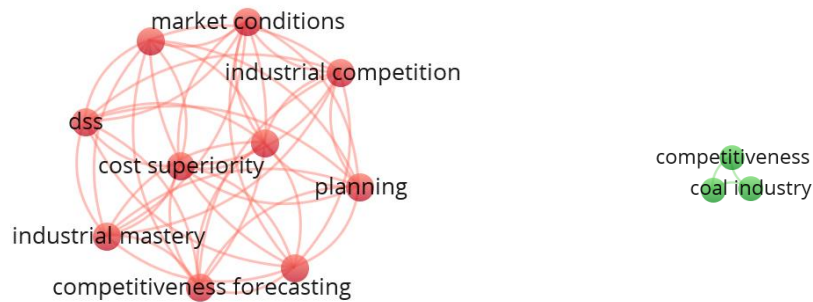 market conditions
industrial competition
dss
cost superiority
planning
industrial mastery
competitiveness forecasting
competitiveness
coal industry